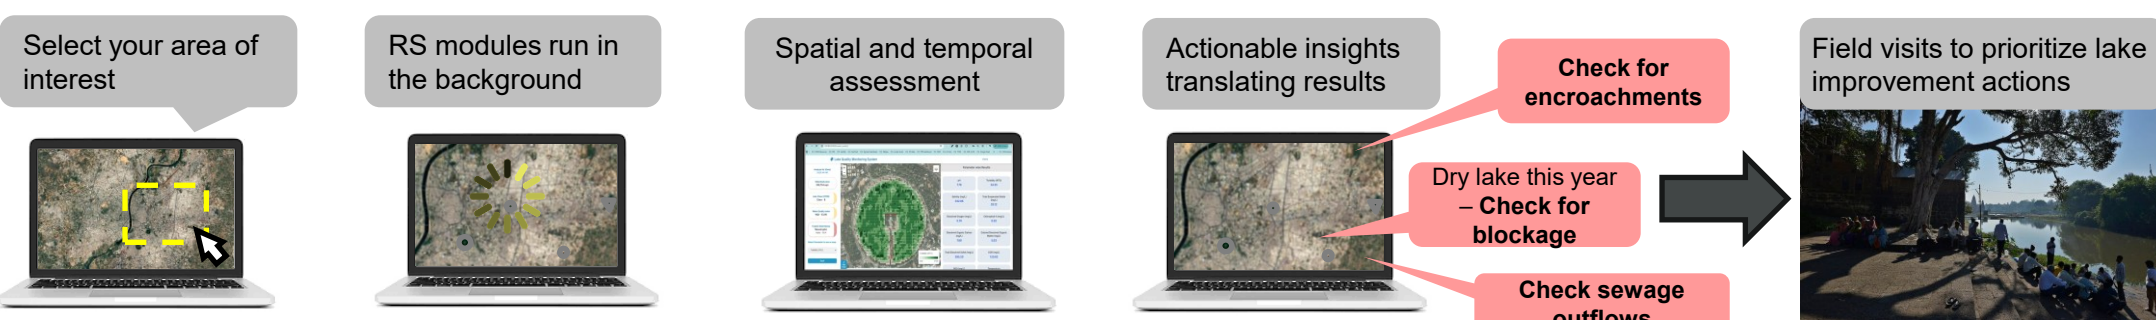 Select your area of
interest
RS modules run in
the background
Spatial and temporal
assessment
Actionable insights
translating results
Check for
encroachments
Dry lake this year
– Check for
blockage
Check sewage
outflows
Field visits to prioritize lake
improvement actions